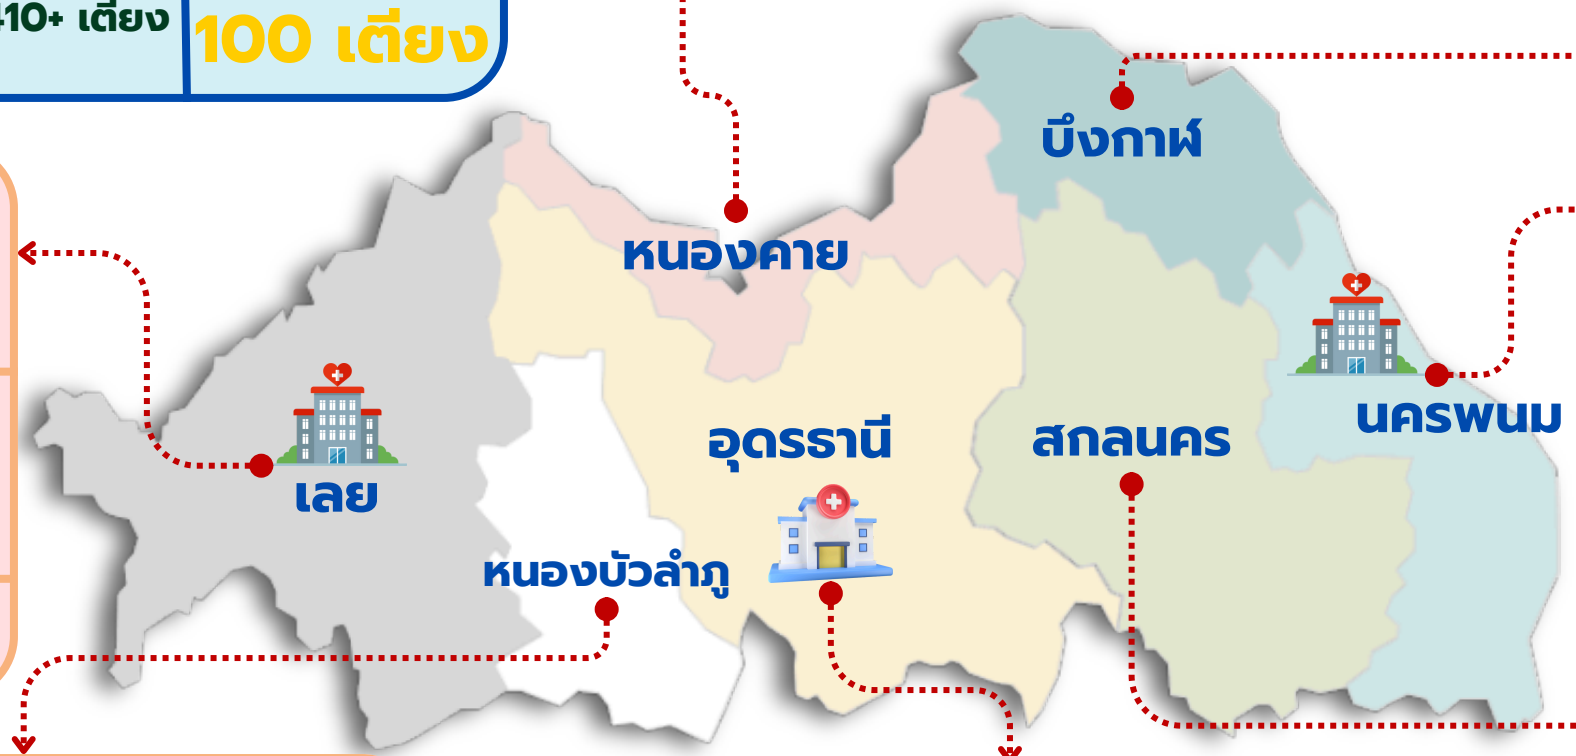 410+ เตียง
100 เตียง
บึงกาฬ
หนองคาย
นครพนม
อุดรธานี
สกลนคร
เลย
หนองบัวลำภู